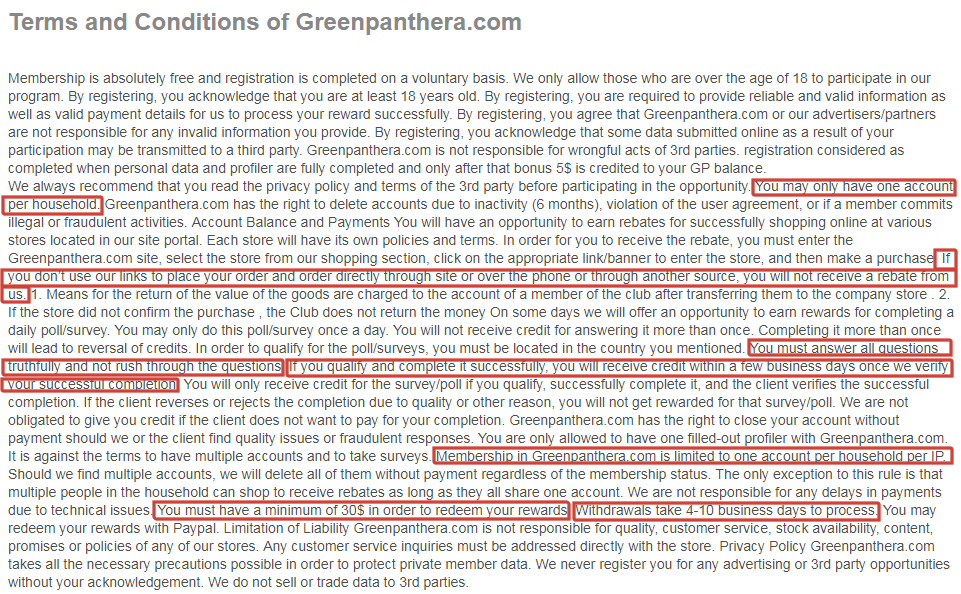 Terms and Conditions of Greenpanthera.com
Membership is absolutely free and registration is completed on a voluntary basis. We only allow those who are over the age of 18 to participate in our
program. By registering, you acknowledge that you are at least 18 years old. By registering, you are required to provide reliable and valid information as
well as valid payment details for us to process your reward successfully. By registering, you agree that Greenpanthera.com or our advertisers/partners
are not responsible for any invalid information you provide. By registering, you acknowledge that some data submitted online as a result of your
participation may be transmitted to a third party. Greenpanthera.com is not responsible for wrongful acts of 3rd parties. registration considered as
completed when personal data and profiler are fully completed and only after that bonus 5$ is credited to your GP balance.
We always recommend that you read the privacy policy and terms of the 3rd party before participating in the opportunity. You may only have one account
per household. Greenpanthera.com has the right to delete accounts due to inactivity (6 months), violation of the user agreement, or if a member commits
illegal or fraudulent activities. Account Balance and Payments You will have an opportunity to earn rebates for successfully shopping online at various
stores located in our site portal. Each store will have its own policies and terms. In order for you to receive the rebate, you must enter the
Greenpanthera.com site, select the store from our shopping section, click on the appropriate link/banner to enter the store, and then make a purchase. If
you don't use our links to place your order and order directly through site or over the phone or through another source, you will not receive a rebate from
us. 1. Means for the return of the value of the goods are charged to the account of a member of the club after transferring them to the company store . 2.
If the store did not confirm the purchase , the Club does not return the money On some days we will offer an opportunity to earn rewards for completing a
daily poll/survey. You may only do this poll/survey once a day. You will not receive credit for answering it more than once. Completing it more than once
will lead to reversal of credits. In order to qualify for the poll/surveys, you must be located in the country you mentioned. You must answer all questions
truthfully and not rush through the questions. If you qualify and complete it successfully, you will receive credit within a few business days once we verify
your successful completion. You will only receive credit for the survey/poll if you qualify, successfully complete it, and the client verifies the successful
completion. If the client reverses or rejects the completion due to quality or other reason, you will not get rewarded for that survey/poll. We are not
obligated to give you credit if the client does not want to pay for your completion. Greenpanthera.com has the right to close your account without
payment should we or the client find quality issues or fraudulent responses. You are only allowed to have one filled-out profiler with Greenpanthera.com.
It is against the terms to have multiple accounts and to take surveys. Membership in Greenpanthera.com is limited to one account per household per IP.
Should we find multiple accounts, we will delete all of them without payment regardless of the membership status. The only exception to this rule is that
multiple people in the household can shop to receive rebates as long as they all share one account. We are not responsible for any delays in payments
due to technical issues. You must have a minimum of 30$ in order to redeem your rewards. Withdrawals take 4-10 business days to process. You may
redeem your rewards with Paypal. Limitation of Liability Greenpanthera.com is not responsible for quality, customer service, stock availability, content,
promises or policies of any of our stores. Any customer service inquiries must be addressed directly with the store. Privacy Policy Greenpanthera.com
takes all the necessary precautions possible in order to protect private member data. We never register you for any advertising or 3rd party opportunities
without your acknowledgement. We do not sell or trade data to 3rd parties.